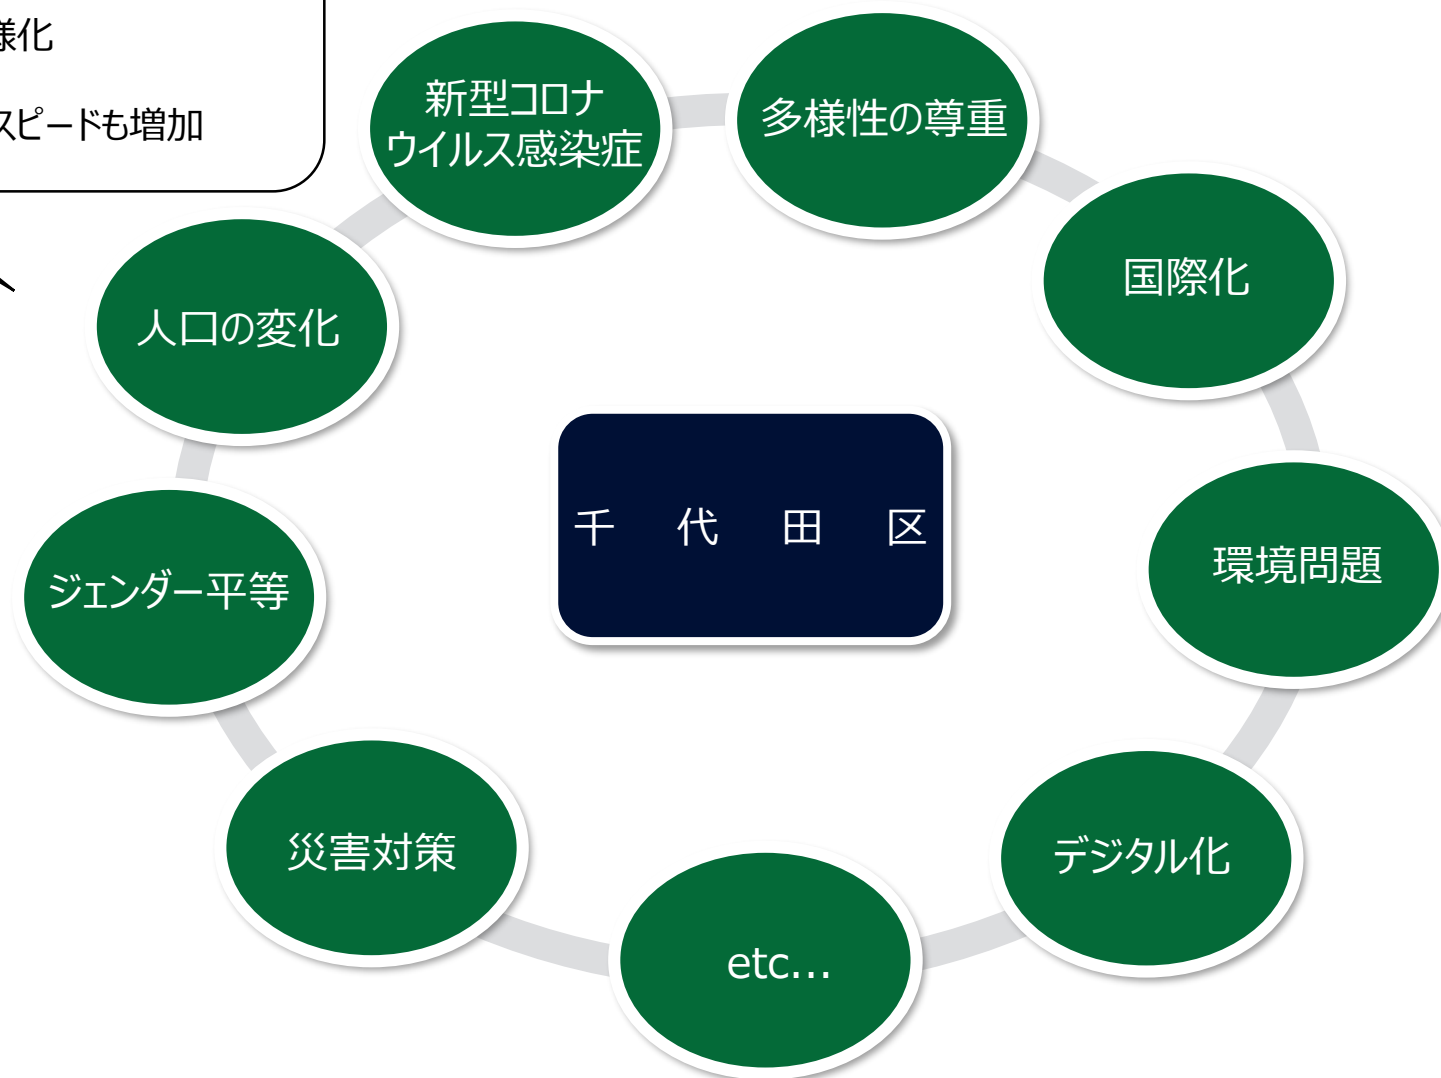 様化
スピードも増加
新型コロナ
ウイルス感染症
多様性の尊重
国際化
人口の変化
千 代 田 区
環境問題
ジェンダー平等
災害対策
デジタル化
etc...